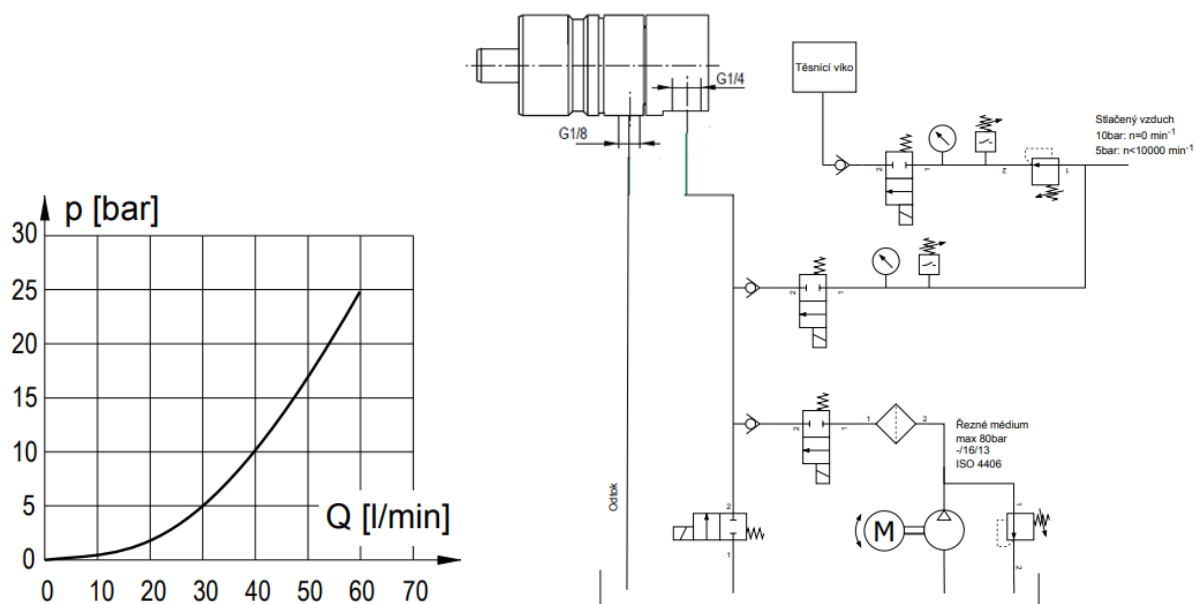 p [bar]
30
25
20
15
10
5
0
Q [l/min]
0 10 20 30 40 50 60 70
G1/4
G1/8
Těsnící víko
Stlačený vzduch
10bar: n=0 min-1
5bar: n<10000 min-1
2 1 2 1
2 1
2 1 1 2
Řezné médium
max 80bar
-/16/13
ISO 4406
Odtok
2
1
M
1
2